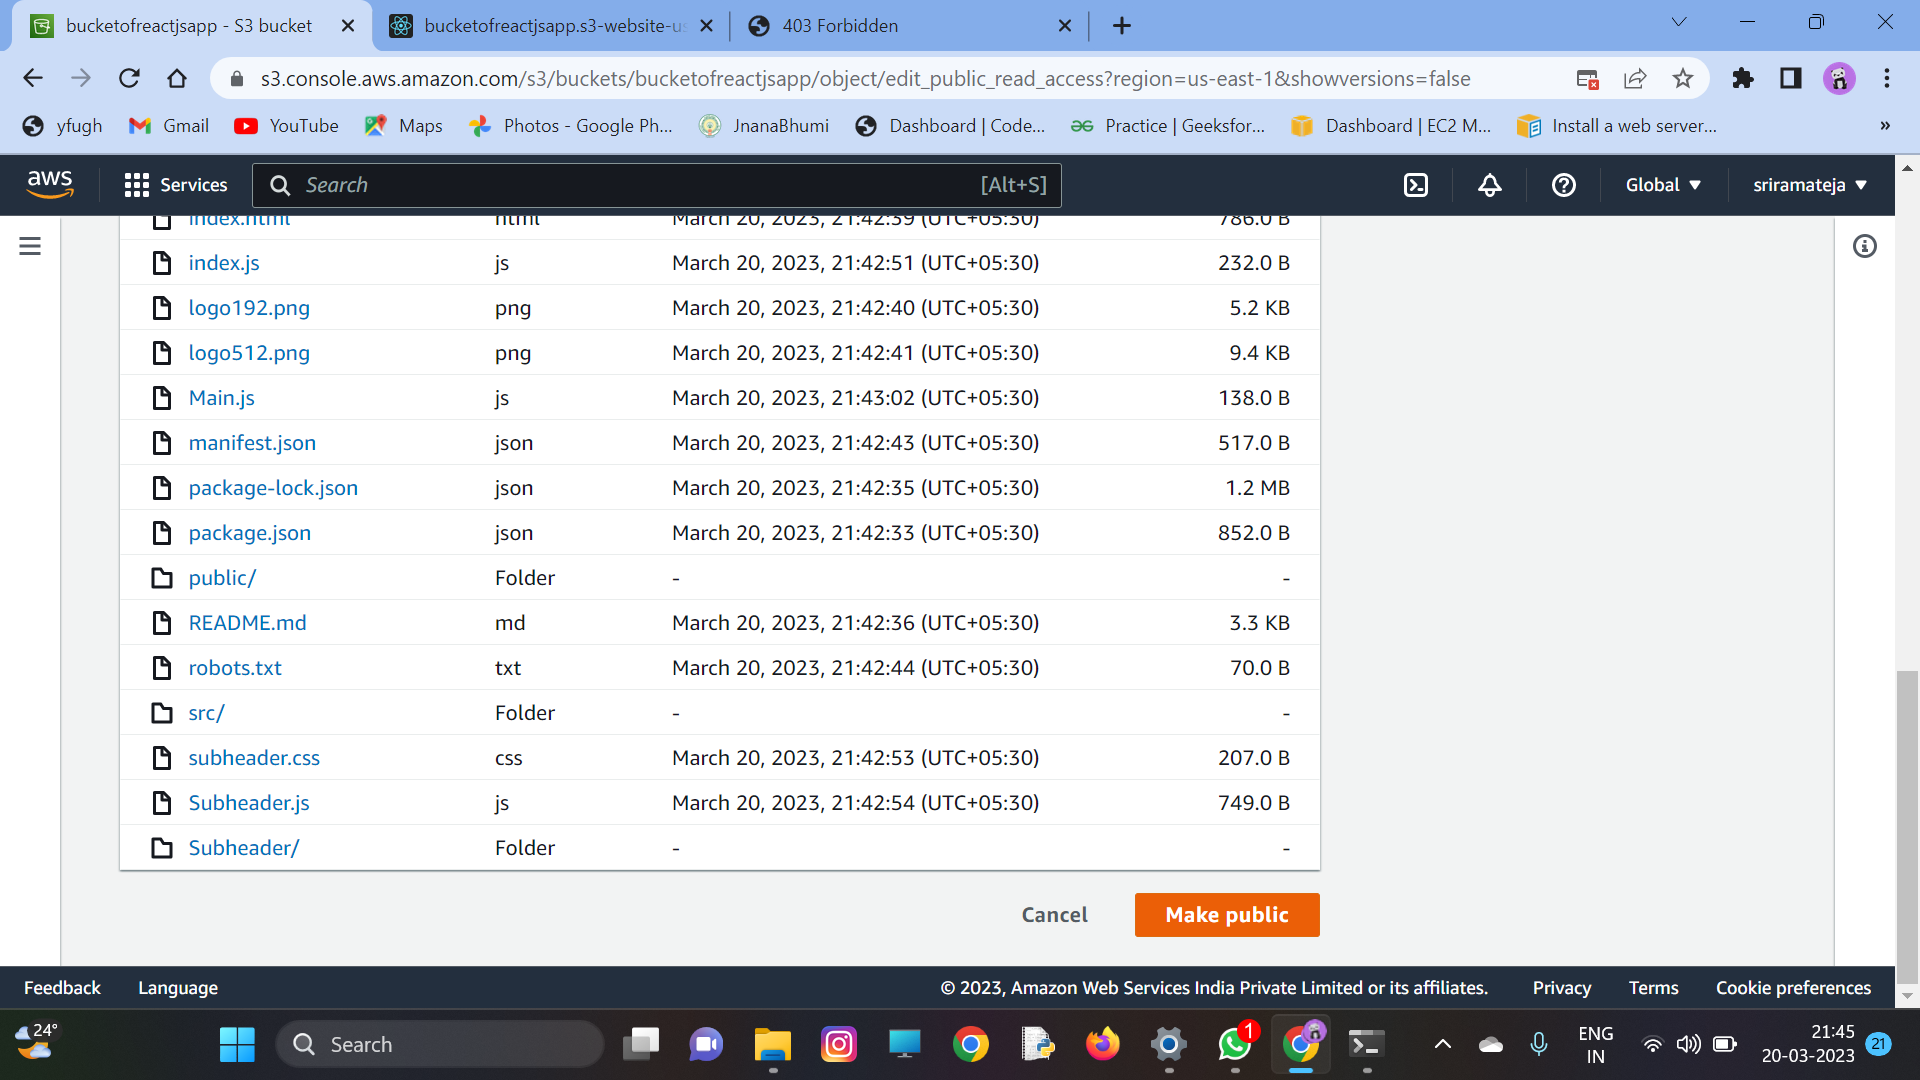 bucketofreactjsapp - S3 bucket
bucketofreactjsapp.s3-website-us
403 Forbidden
s3.console.aws.amazon.com/s3/buckets/bucketofreactjsapp/object/edit_public_read_access?region=us-east-1&showversions=false
yfugh
Gmail
YouTube
Maps
Photos - Google Ph...
JnanaBhumi
Dashboard | Code...
Practice | Geeksfor...
Dashboard | EC2 M...
Install a web server...
»
aws
Services
Search
[Alt+S]
Global
sriramateja
index.html html March 20, 2023, 21:42:39 (UTC+05:30) 786.0 B
index.js js March 20, 2023, 21:42:51 (UTC+05:30) 232.0 B
logo192.png png March 20, 2023, 21:42:40 (UTC+05:30) 5.2 KB
logo512.png png March 20, 2023, 21:42:41 (UTC+05:30) 9.4 KB
Main.js js March 20, 2023, 21:43:02 (UTC+05:30) 138.0 B
manifest.json json March 20, 2023, 21:42:43 (UTC+05:30) 517.0 B
package-lock.json json March 20, 2023, 21:42:35 (UTC+05:30) 1.2 MB
package.json json March 20, 2023, 21:42:33 (UTC+05:30) 852.0 B
public/ Folder - -
README.md md March 20, 2023, 21:42:36 (UTC+05:30) 3.3 KB
robots.txt txt March 20, 2023, 21:42:44 (UTC+05:30) 70.0 B
src/ Folder - -
subheader.css css March 20, 2023, 21:42:53 (UTC+05:30) 207.0 B
Subheader.js js March 20, 2023, 21:42:54 (UTC+05:30) 749.0 B
Subheader/ Folder - -
Cancel
Make public
Feedback
Language
© 2023, Amazon Web Services India Private Limited or its affiliates.
Privacy
Terms
Cookie preferences
24°
Search
1
ENG
IN
21:45
20-03-2023
21